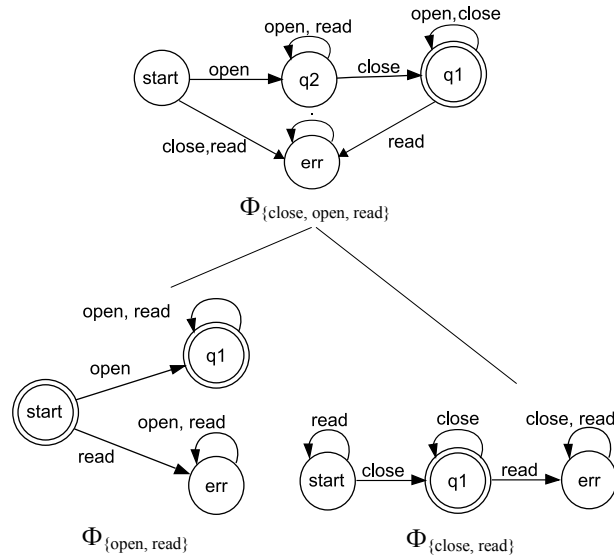 open, read
open,close
start
open
q2
close
q1
close,read
err
read
Φ{close, open, read}
open, read
q1
open
start
open, read
read
err
Φ{open, read}
read
close
close, read
start
close
q1
read
err
Φ{close, read}